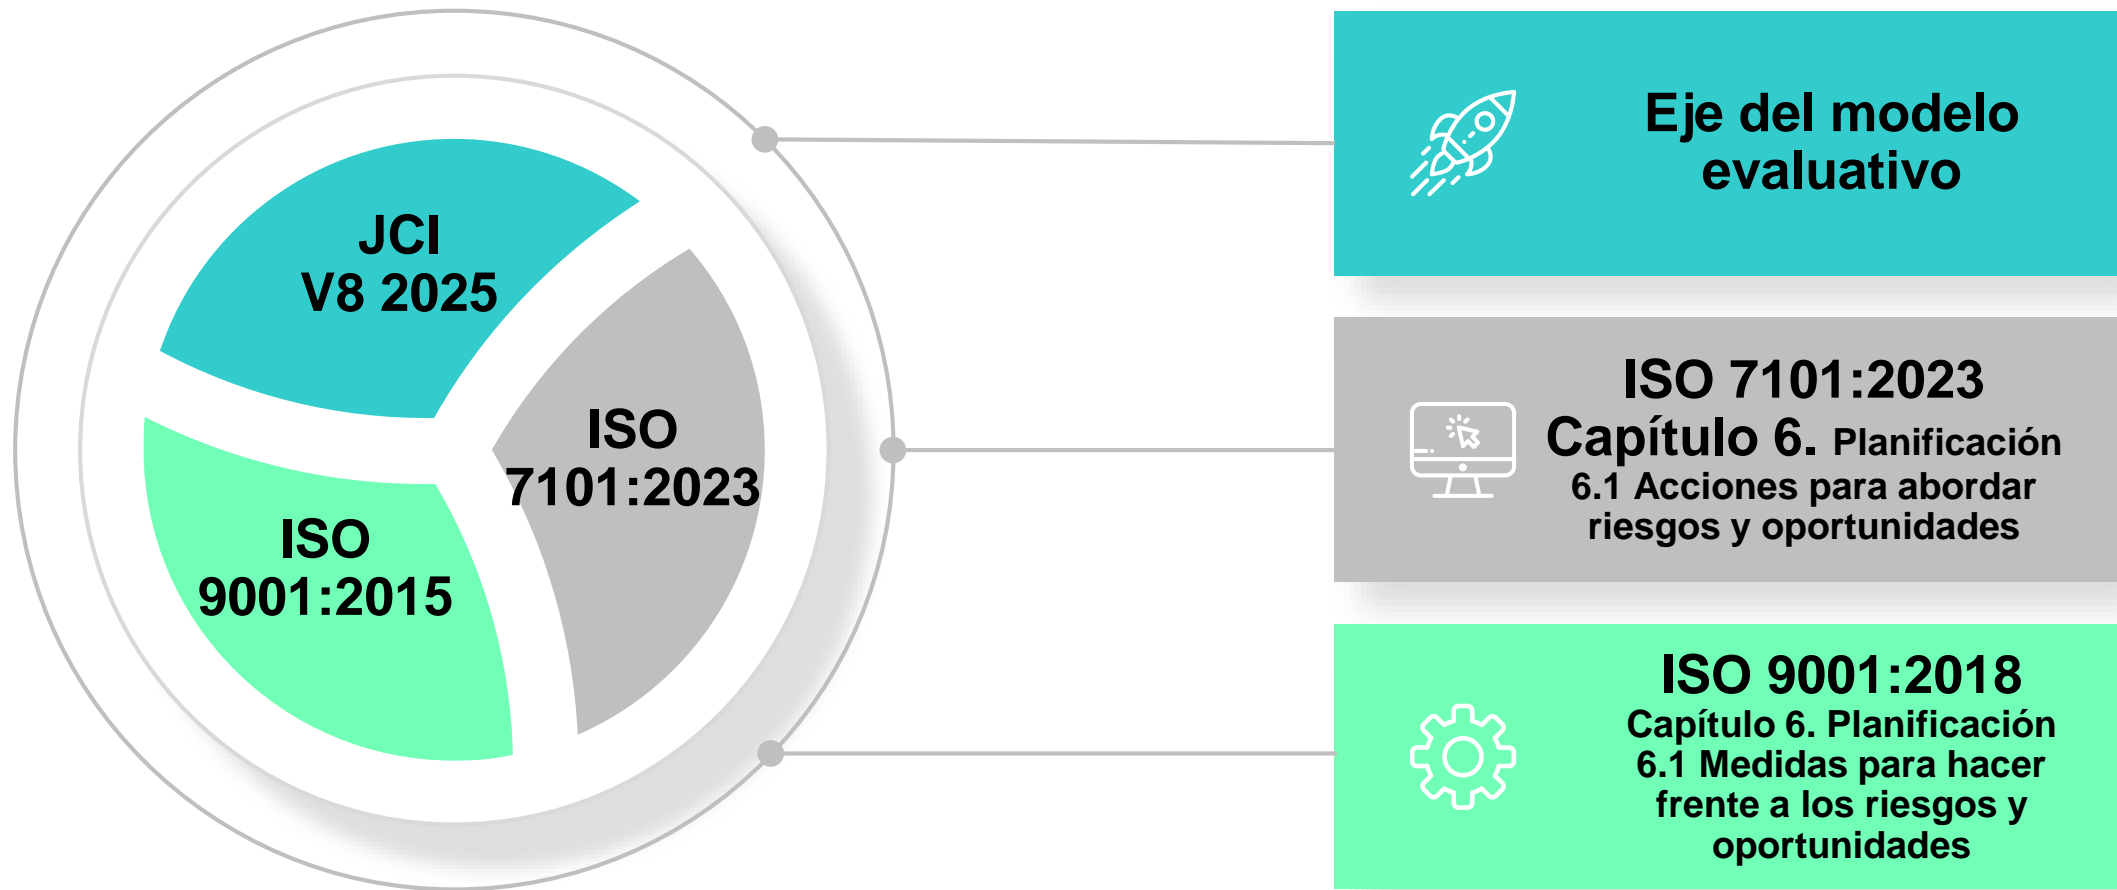 JCI
V8 2025
ISO
7101:2023
ISO
9001:2015
Eje del modelo
evaluativo
ISO 7101:2023
Capítulo 6. Planificación
6.1 Acciones para abordar
riesgos y oportunidades
ISO 9001:2018
Capítulo 6. Planificación
6.1 Medidas para hacer
frente a los riesgos y
oportunidades